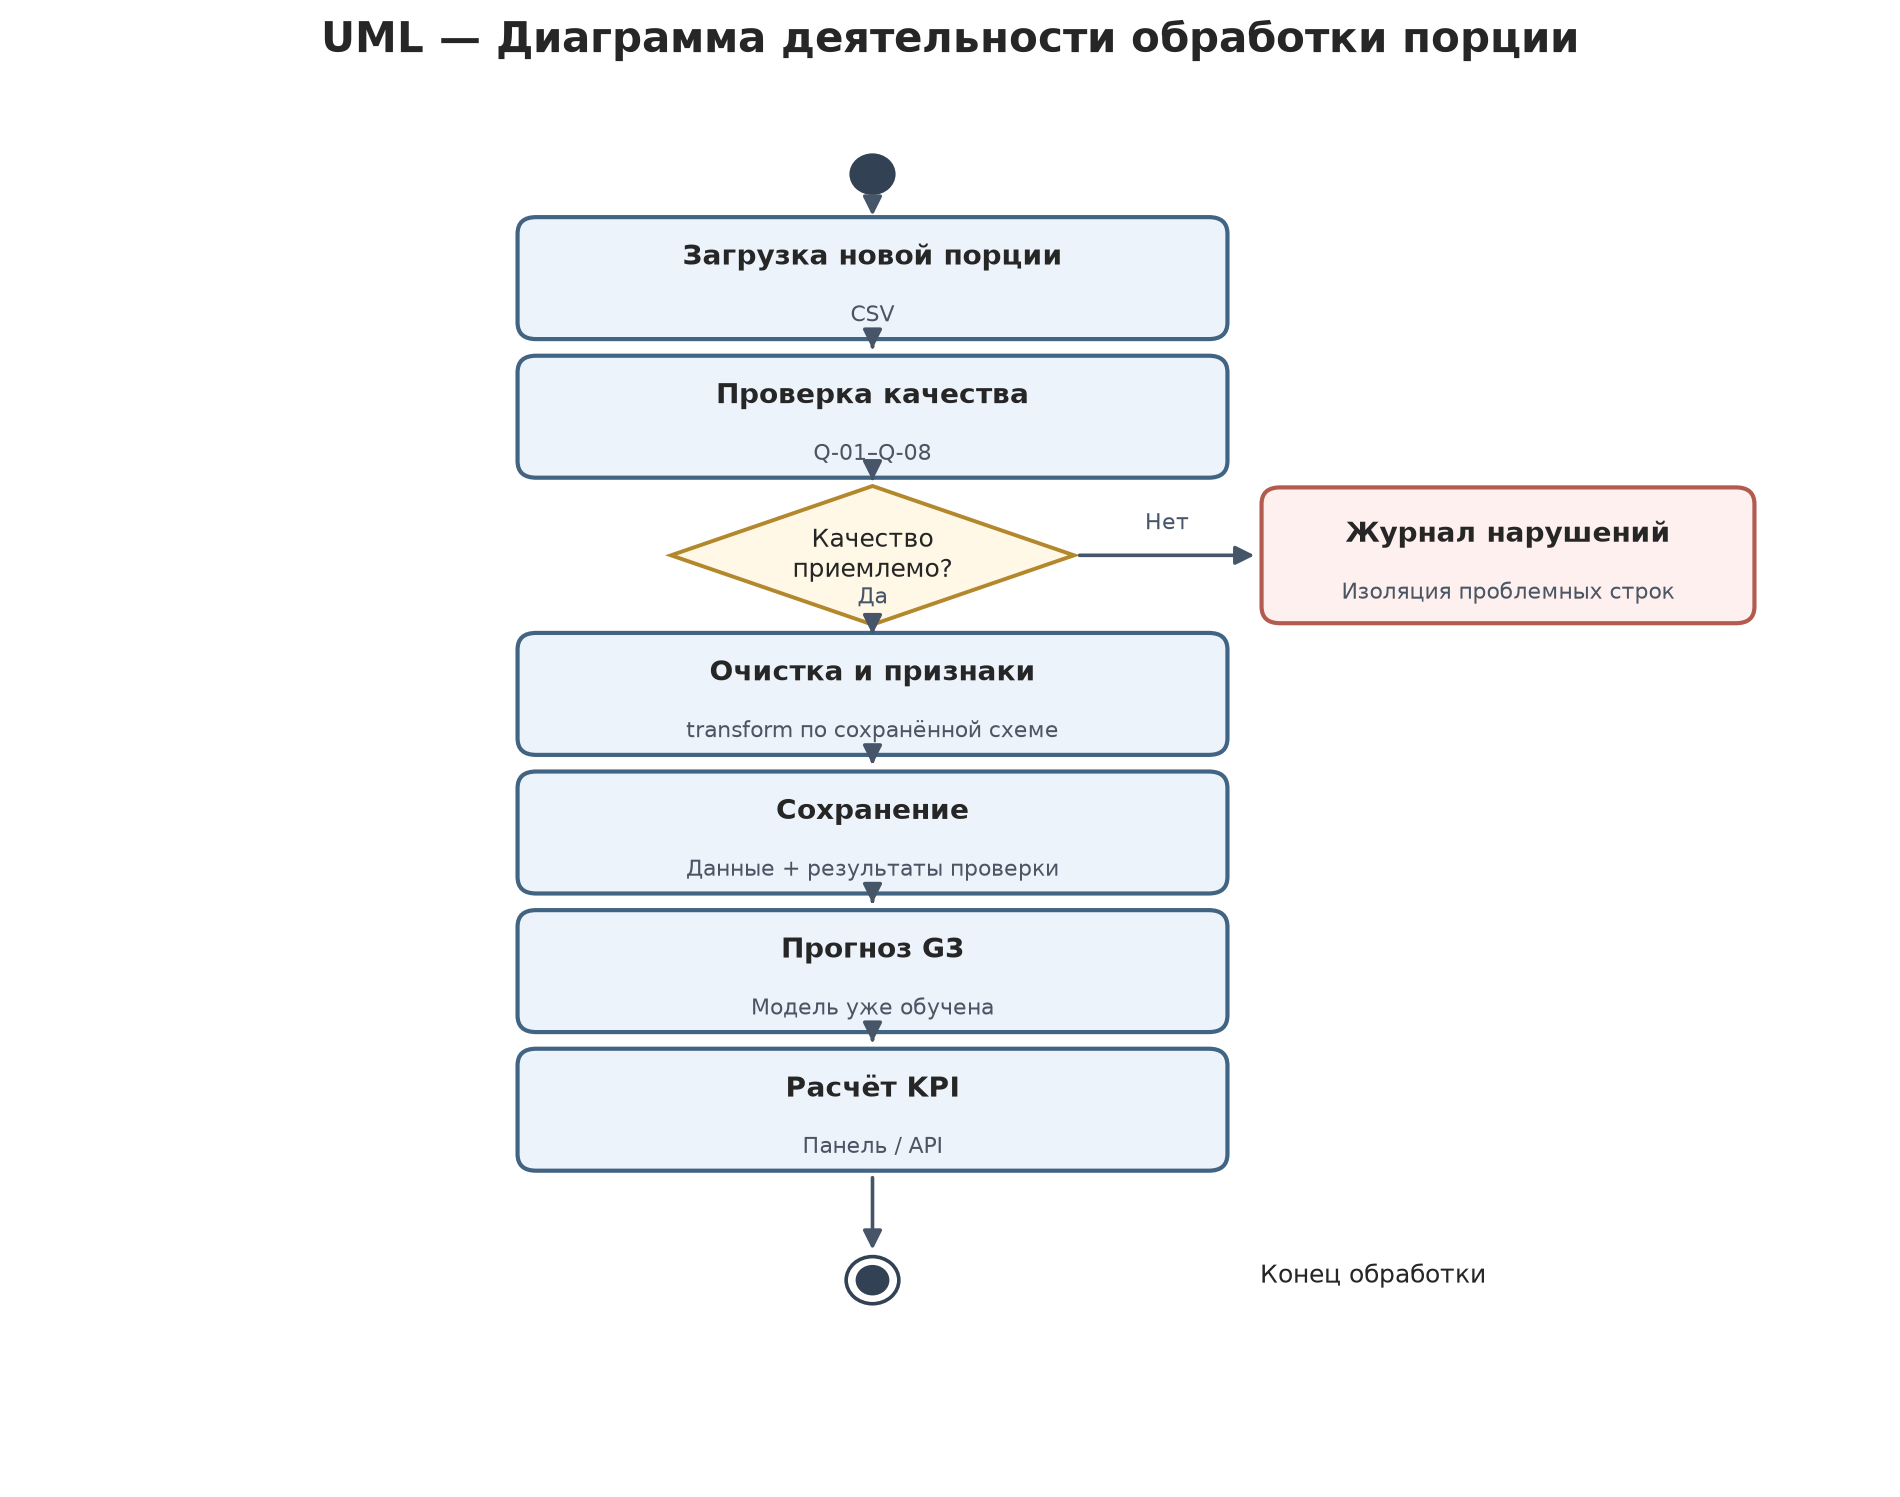 UML — Диаграмма деятельности обработки порции
Загрузка новой порции
CSV
Проверка качества
Q-01–Q-08
Качество
приемлемо?
Да
Нет
Журнал нарушений
Изоляция проблемных строк
Очистка и признаки
transform по сохранённой схеме
Сохранение
Данные + результаты проверки
Прогноз G3
Модель уже обучена
Расчёт KPI
Панель / API
Конец обработки